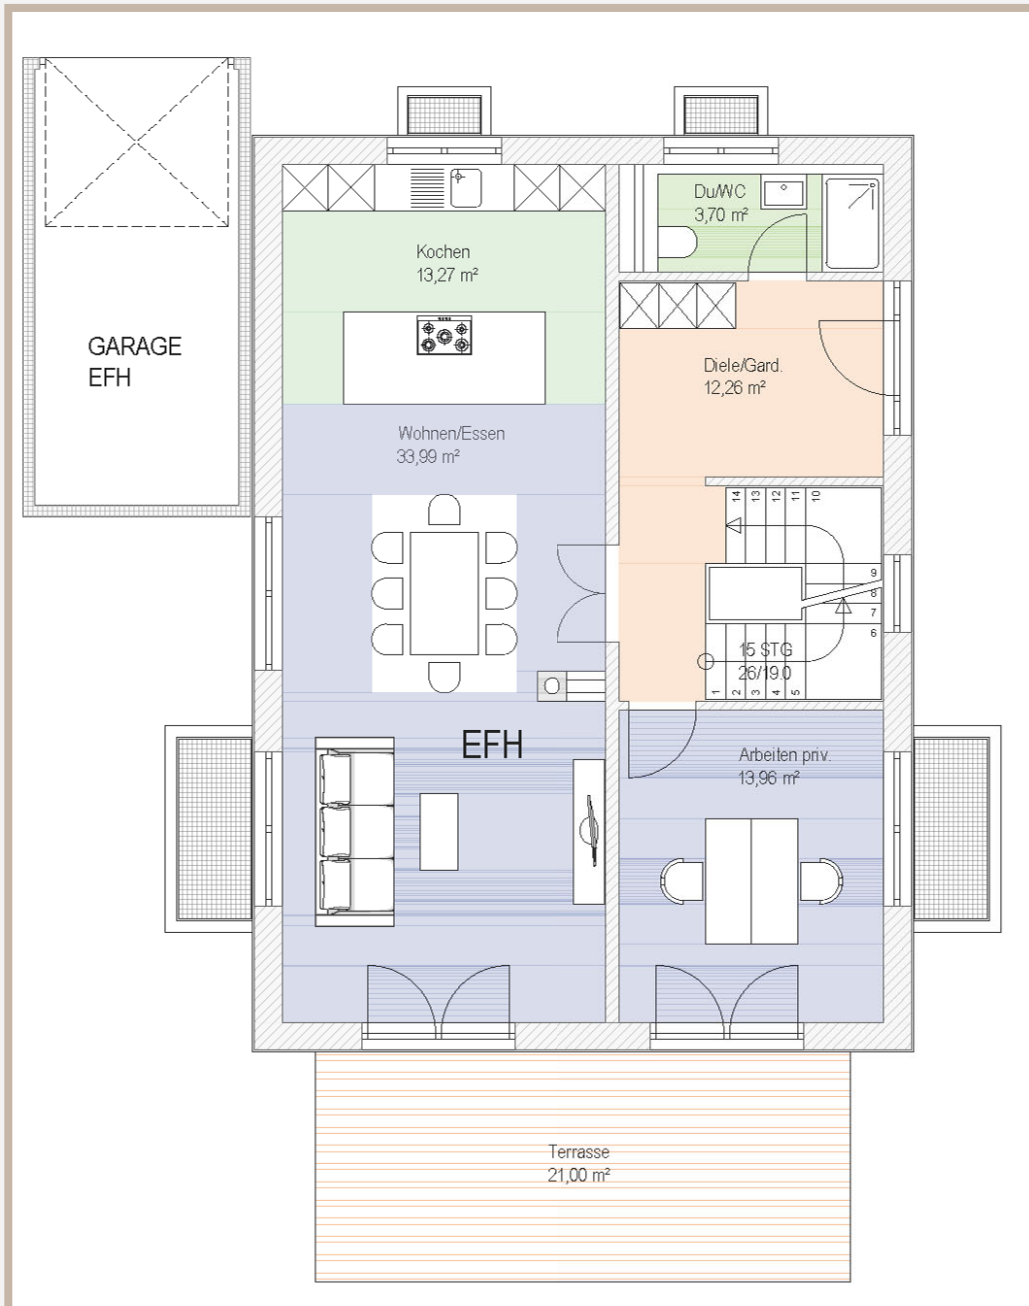 GARAGE
EFH
Kochen
13,27 m²
Du/WC
3,70 m²
Diele/Gard.
12,26 m²
Wohnen/Essen
33,99 m²
14 13 12 11 10
9
8
7
6
15 STG
26/19.0
1 2 3 4 5
EFH
Arbeiten priv.
13,96 m²
Terrasse
21,00 m²